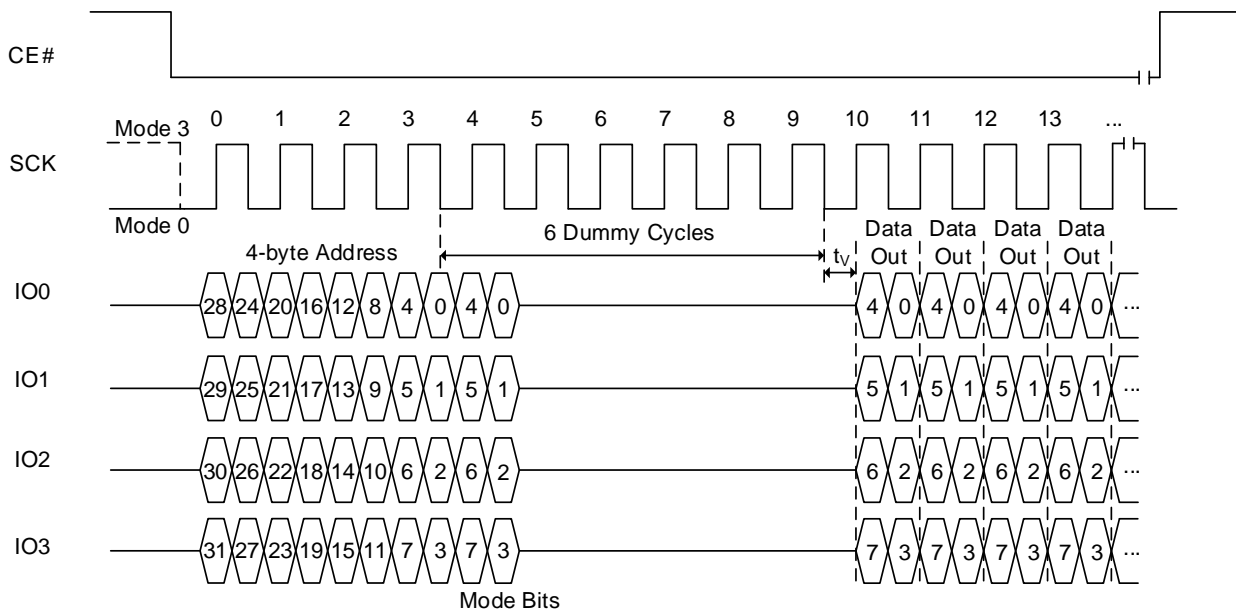 CE#
Mode 3 0 1 2 3 4 5 6 7 8 9 10 11 12 13 ...
SCK
Mode 0
6 Dummy Cycles
4-byte Address
tV
Data Out Data Out Data Out Data Out
IO0 28 24 20 16 12 8 4 0 4 0 4 0 4 0 4 0 4 0 ...
IO1 29 25 21 17 13 9 5 1 5 1 5 1 5 1 5 1 5 1 ...
IO2 30 26 22 18 14 10 6 2 6 2 6 2 6 2 6 2 6 2 ...
IO3 31 27 23 19 15 11 7 3 7 3 7 3 7 3 7 3 7 3 ...
Mode Bits